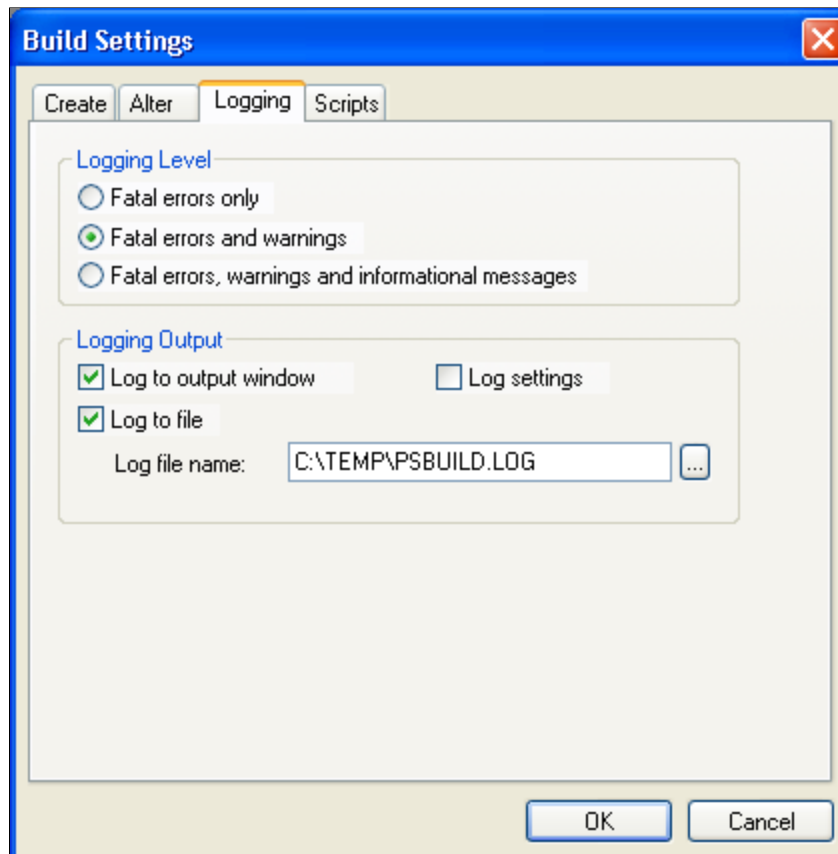 Build Settings
Create Alter Logging Scripts
Logging Level
Fatal errors only
Fatal errors and warnings
Fatal errors, warnings and informational messages
Logging Output
Log to output window Log settings
Log to file
Log file name: C:\TEMP\PSBUILD.LOG ...
OK Cancel